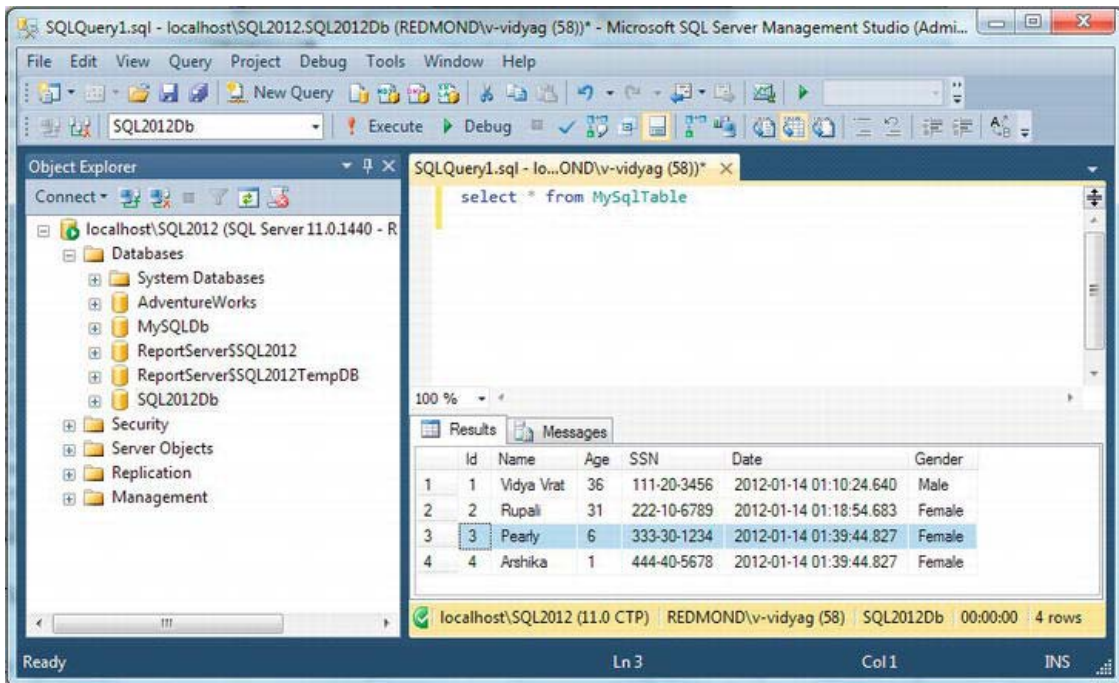 SQLQuery1.sql - localhost\SQL2012.SQL2012Db (REDMOND\v-vidyag (58))* - Microsoft SQL Server Management Studio (Admi...
File Edit View Query Project Debug Tools Window Help
New Query
SQL2012Db Execute Debug
Object Explorer
Connect
localhost\SQL2012 (SQL Server 11.0.1440 - R
Databases
System Databases
AdventureWorks
MySQLDb
ReportServer$SQL2012
ReportServer$SQL2012TempDB
SQL2012Db
Security
Server Objects
Replication
Management
SQLQuery1.sql - lo...OND\v-vidyag (58))*
select * from MySqlTable
100 %
Results Messages
Id Name Age SSN Date Gender
1 1 Vidya Vrat 36 111-20-3456 2012-01-14 01:10:24.640 Male
2 2 Rupali 31 222-10-6789 2012-01-14 01:18:54.683 Female
3 3 Pearly 6 333-30-1234 2012-01-14 01:39:44.827 Female
4 4 Arshika 1 444-40-5678 2012-01-14 01:39:44.827 Female
localhost\SQL2012 (11.0 CTP) REDMOND\v-vidyag (58) SQL2012Db 00:00:00 4 rows
Ready Ln 3 Col 1 INS